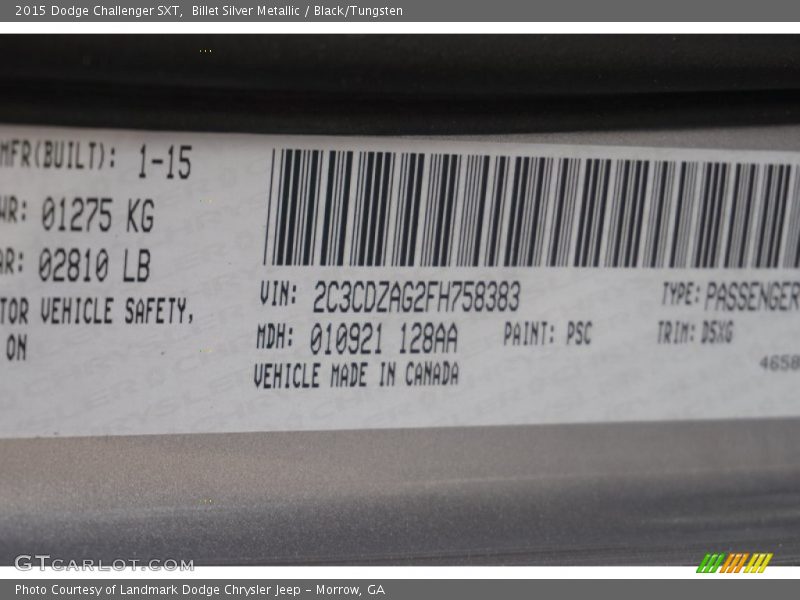 2015 Dodge Challenger SXT, Billet Silver Metallic / Black/Tungsten
MFR(BUILT): 1-15
WR: 01275 KG
AR: 02810 LB
TOR VEHICLE SAFETY,
ON
VIN: 2C3CDZAG2FH758383
TYPE: PASSENGER
MDH: 010921 128AA
PAINT: PSC
TRIM: D5XG
VEHICLE MADE IN CANADA
4658
GTCARLOT.COM
Photo Courtesy of Landmark Dodge Chrysler Jeep - Morrow, GA